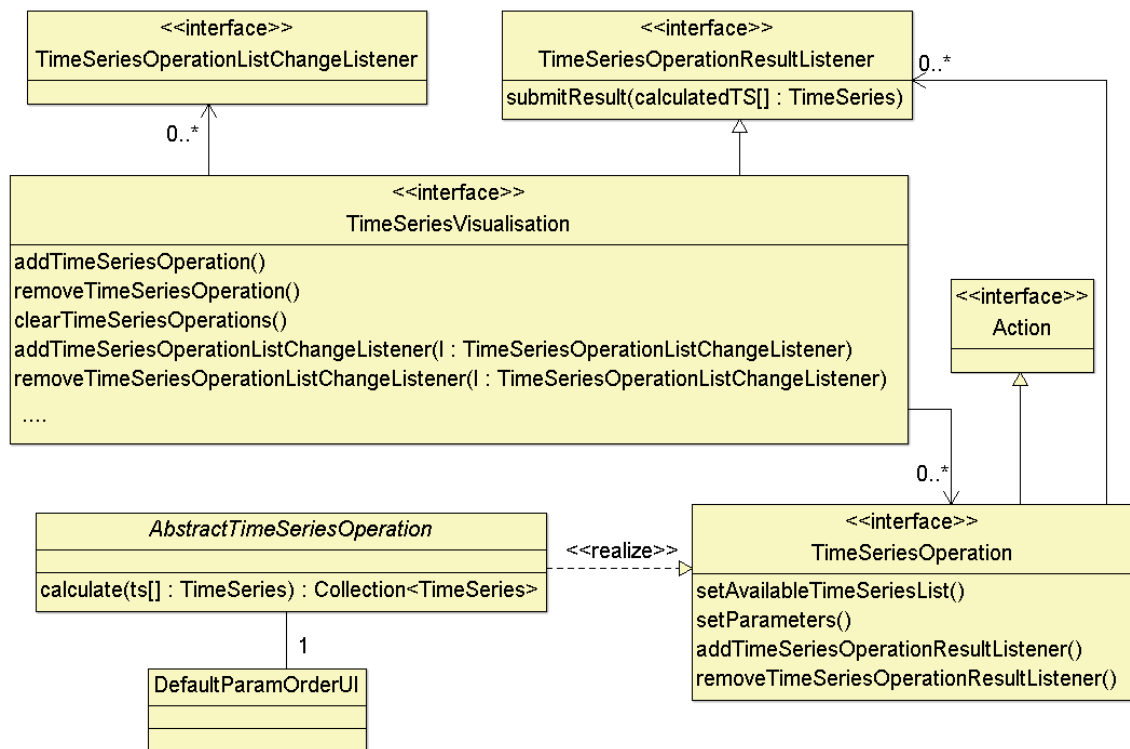 <<interface>>
TimeSeriesOperationListChangeListener
<<interface>>
TimeSeriesOperationResultListener
submitResult(calculatedTS[] : TimeSeries)
0..*
0..*
<<interface>>
TimeSeriesVisualisation
addTimeSeriesOperation()
removeTimeSeriesOperation()
clearTimeSeriesOperations()
addTimeSeriesOperationListChangeListener(l : TimeSeriesOperationListChangeListener)
removeTimeSeriesOperationListChangeListener(l : TimeSeriesOperationListChangeListener)
....
<<interface>>
Action
0..*
AbstractTimeSeriesOperation
calculate(ts[] : TimeSeries) : Collection<TimeSeries>
<<realize>>
<<interface>>
TimeSeriesOperation
setAvailableTimeSeriesList()
setParameters()
addTimeSeriesOperationResultListener()
removeTimeSeriesOperationResultListener()
1
DefaultParamOrderUI